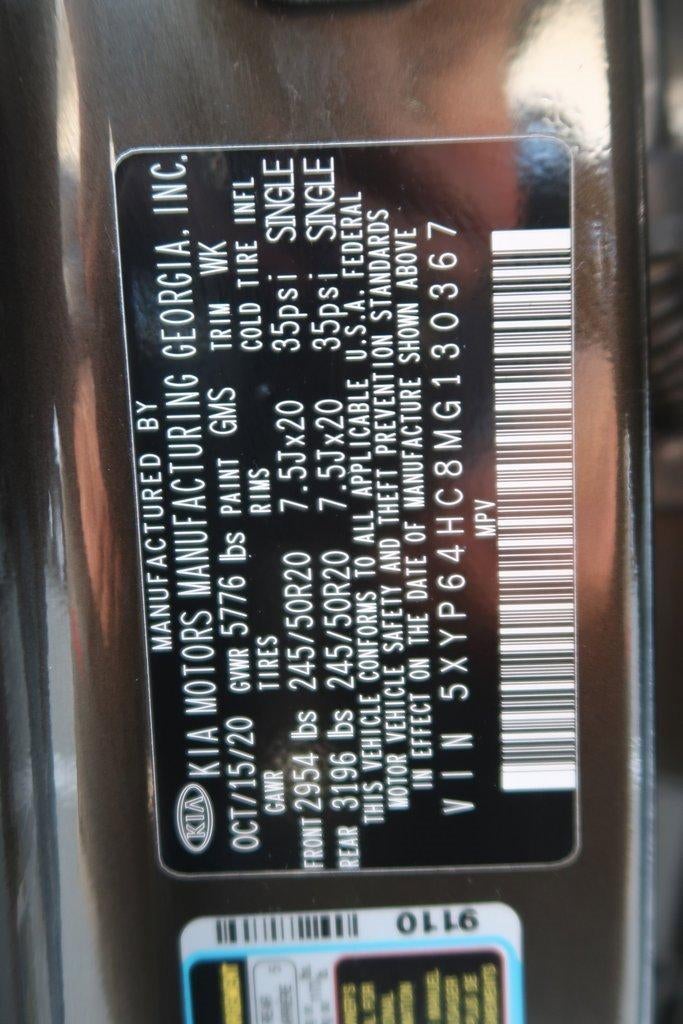 MANUFACTURED BY
KIA KIA MOTORS MANUFACTURING GEORGIA, INC.
OCT/15/20 GVWR 5776 lbs PAINT GMS TRIM WK
GAWR TIRES RIMS COLD TIRE INFL
FRONT 2954 lbs 245/50R20 7.5Jx20 35psi SINGLE
REAR 3196 lbs 245/50R20 7.5Jx20 35psi SINGLE
THIS VEHICLE CONFORMS TO ALL APPLICABLE U.S.A. FEDERAL
MOTOR VEHICLE SAFETY AND THEFT PREVENTION STANDARDS
IN EFFECT ON THE DATE OF MANUFACTURE SHOWN ABOVE
VIN 5XYP64HC8MG130367
MPV
9110